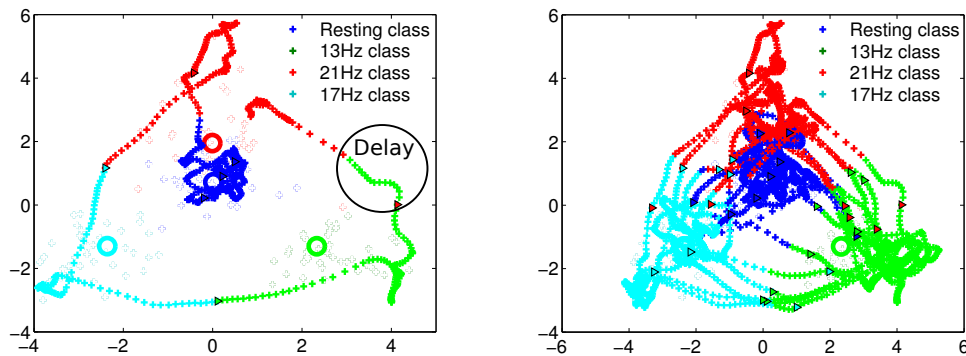 6
4
2
0
−2
−4
−4 −2 0 2 4
Resting class
13Hz class
21Hz class
17Hz class
Delay
6
4
2
0
−2
−4
−6 −4 −2 0 2 4 6
Resting class
13Hz class
21Hz class
17Hz class